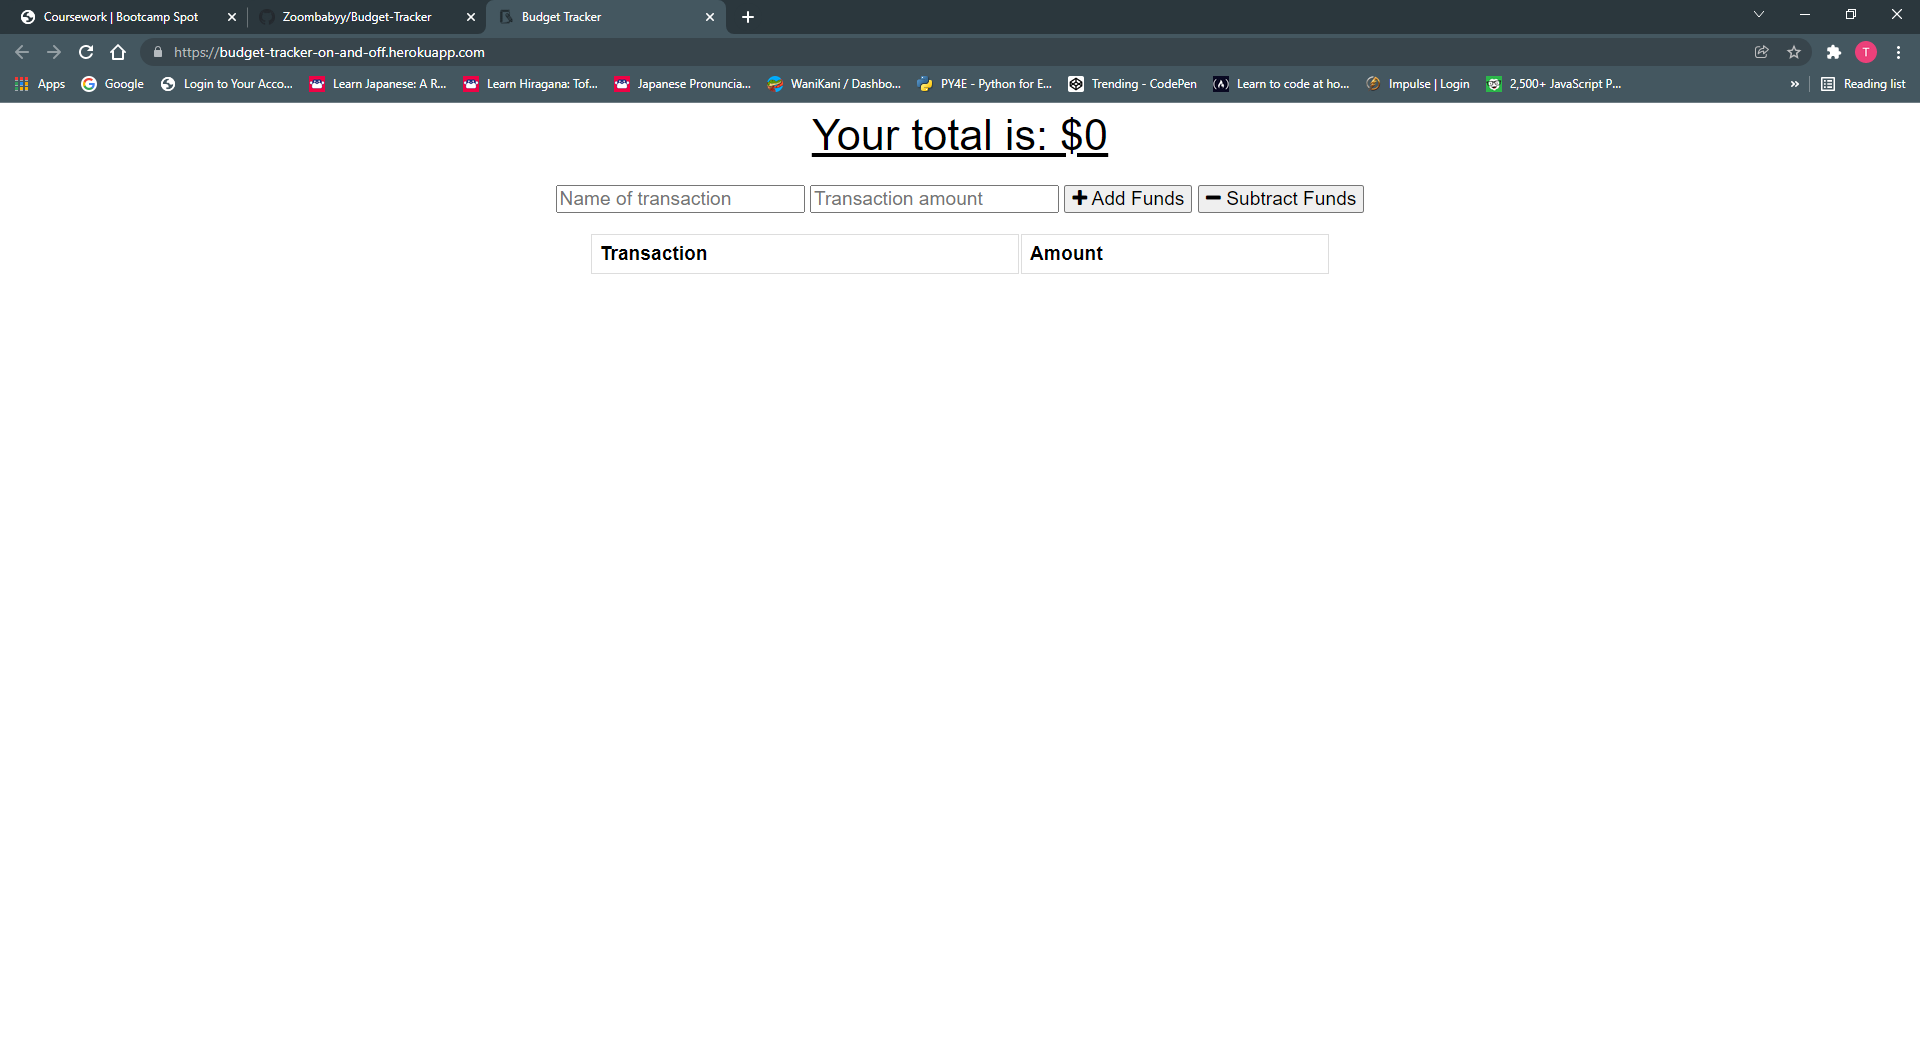 Coursework | Bootcamp Spot
Zoombabyy/Budget-Tracker
Budget Tracker
https://budget-tracker-on-and-off.herokuapp.com
T
Apps
Google
Login to Your Acco...
Learn Japanese: A R...
Learn Hiragana: Tof...
Japanese Pronuncia...
WaniKani / Dashbo...
PY4E - Python for E...
Trending - CodePen
Learn to code at ho...
Impulse | Login
2,500+ JavaScript P...
»
Reading list
Your total is: $0
Name of transaction
Transaction amount
+ Add Funds
- Subtract Funds
Transaction
Amount